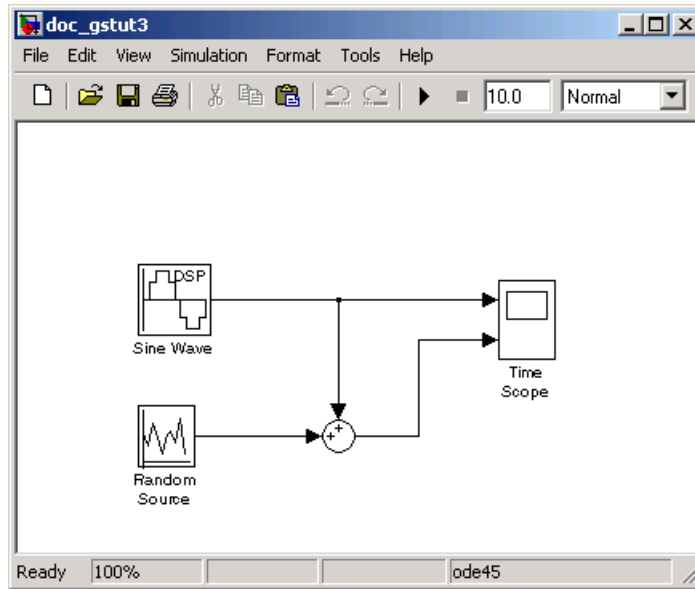 doc_gstut3
File Edit View Simulation Format Tools Help
10.0 Normal
DSP
Sine Wave
Time
Scope
+ +
Random
Source
Ready 100% ode45